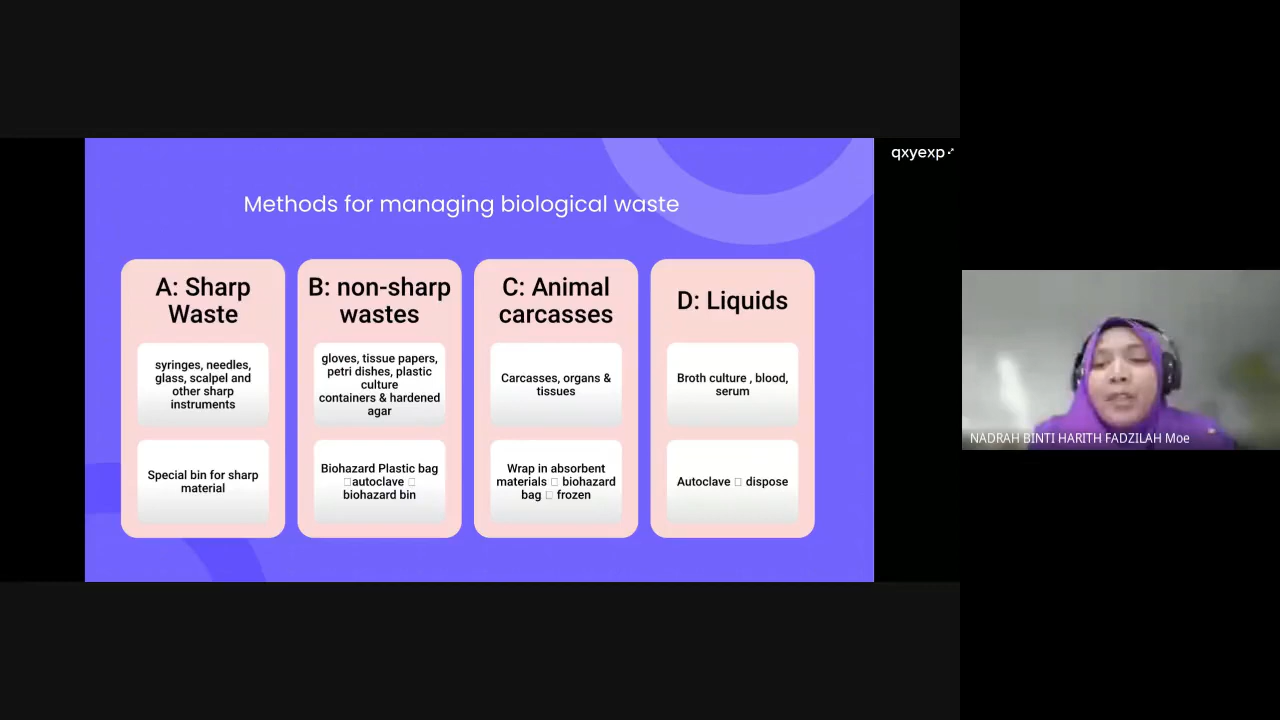 qxyexp
Methods for managing biological waste
A: Sharp
Waste
syringes, needles,
glass, scalpel and
other sharp
instruments
Special bin for sharp
material
B: non-sharp
wastes
gloves, tissue papers,
petri dishes, plastic
culture
containers & hardened
agar
Biohazard Plastic bag
□autoclave □
biohazard bin
C: Animal
carcasses
Carcasses, organs &
tissues
Wrap in absorbent
materials □ biohazard
bag □ frozen
D: Liquids
Broth culture , blood,
serum
Autoclave □ dispose
NADRAH BINTI HARITH FADZILAH Moe